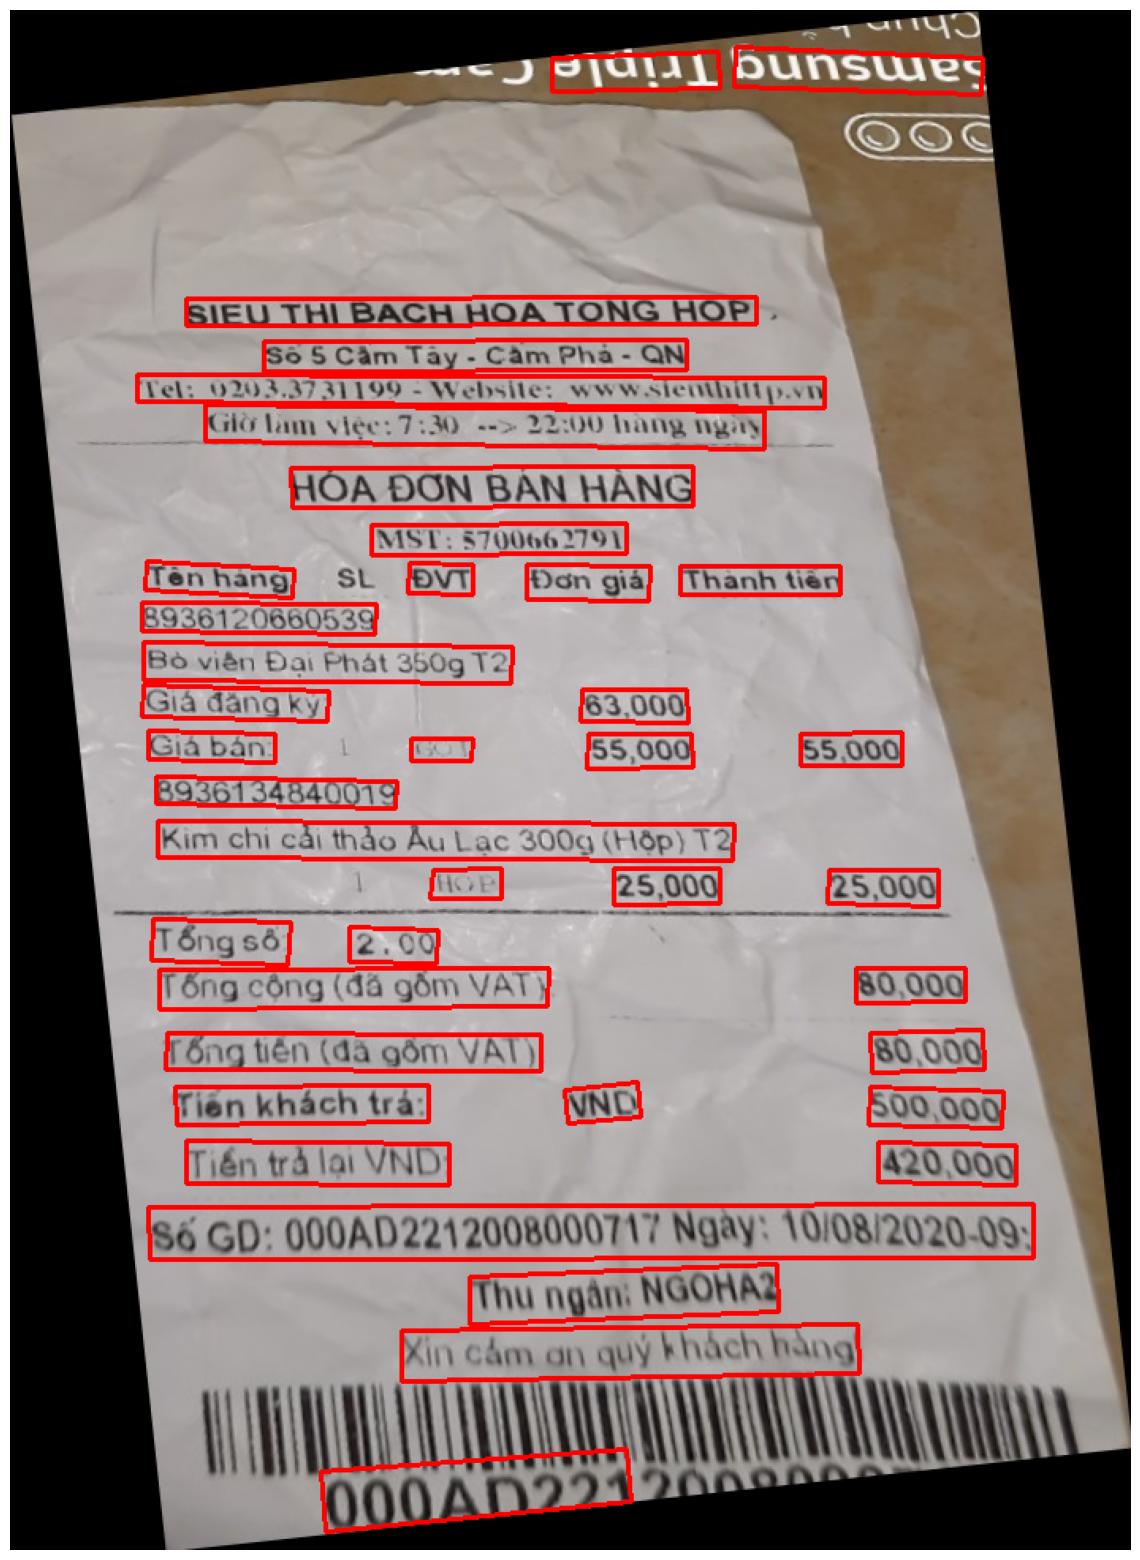 Samsung Triple Cam
SIEU THI BACH HOA TONG HOP
Số 5 Cẩm Tây - Cẩm Phả - QN
Tel: 0203.3731199 - Website: www.sieuthittp.vn
Giờ làm việc: 7:30 --> 22:00 hàng ngày
HÓA ĐƠN BÁN HÀNG
MST: 5700662791
Tên hàng SL ĐVT Đơn giá Thành tiền
8936120660539
Bò viên Đại Phát 350g T2
Giá đăng ký 63,000
Giá bán: 1 GÓI 55,000 55,000
8936134840019
Kim chi cải thảo Âu Lạc 300g (Hộp) T2
1 HOP 25,000 25,000
Tổng số: 2.00
Tổng cộng (đã gồm VAT): 80,000
Tổng tiền (đã gồm VAT) 80,000
Tiền khách trả: VND 500,000
Tiền trả lại VND: 420,000
Số GD: 000AD2212008000717 Ngày: 10/08/2020-09:
Thu ngân: NGOHA2
Xin cảm ơn quý khách hàng
000AD2212008000